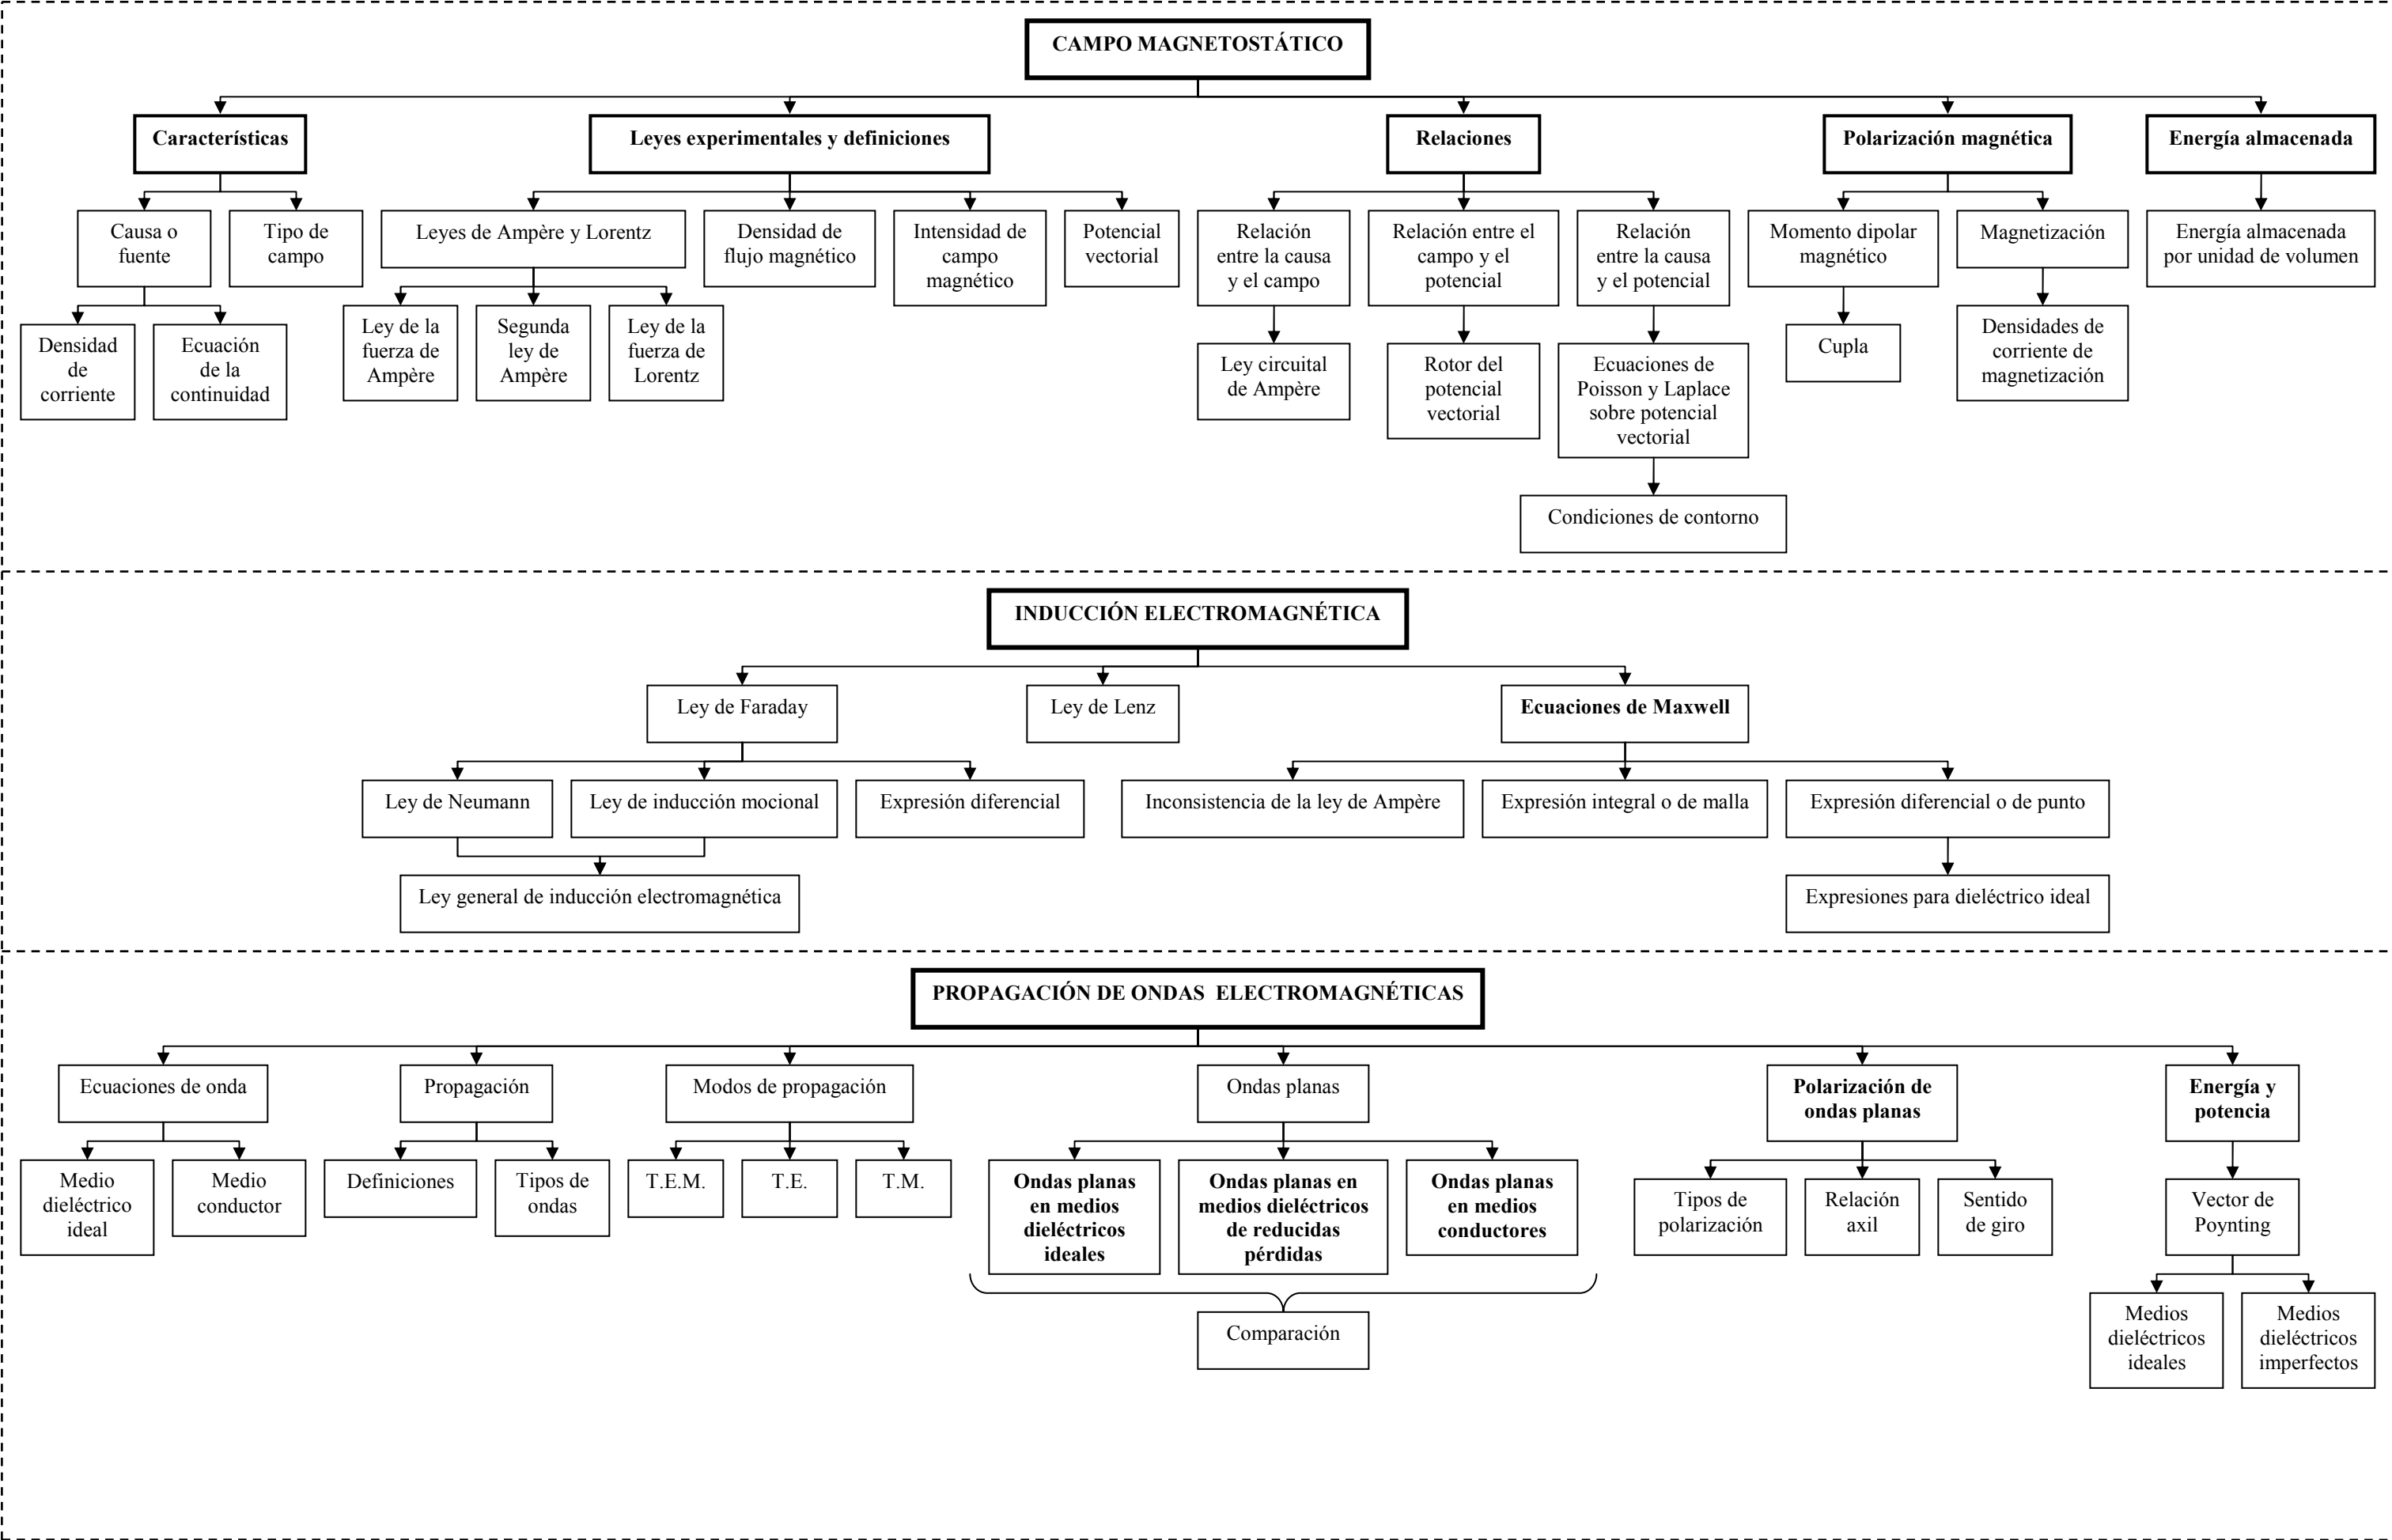 CAMPO MAGNETOSTÁTICO
Características
Leyes experimentales y definiciones
Relaciones
Polarización magnética
Energía almacenada
Causa o
fuente
Tipo de
campo
Leyes de Ampère y Lorentz
Densidad de
flujo magnético
Intensidad de
campo
magnético
Potencial
vectorial
Relación
entre la causa
y el campo
Relación entre el
campo y el
potencial
Relación
entre la causa
y el potencial
Momento dipolar
magnético
Magnetización
Energía almacenada
por unidad de volumen
Densidad
de
corriente
Ecuación
de la
continuidad
Ley de la
fuerza de
Ampère
Segunda
ley de
Ampère
Ley de la
fuerza de
Lorentz
Ley circuital
de Ampère
Rotor del
potencial
vectorial
Ecuaciones de
Poisson y Laplace
sobre potencial
vectorial
Cupla
Densidades de
corriente de
magnetización
Condiciones de contorno
INDUCCIÓN ELECTROMAGNÉTICA
Ley de Faraday
Ley de Lenz
Ecuaciones de Maxwell
Ley de Neumann
Ley de inducción mocional
Expresión diferencial
Inconsistencia de la ley de Ampère
Expresión integral o de malla
Expresión diferencial o de punto
Ley general de inducción electromagnética
Expresiones para dieléctrico ideal
PROPAGACIÓN DE ONDAS  ELECTROMAGNÉTICAS
Ecuaciones de onda
Propagación
Modos de propagación
Ondas planas
Polarización de
ondas planas
Energía y
potencia
Medio
dieléctrico
ideal
Medio
conductor
Definiciones
Tipos de
ondas
T.E.M.
T.E.
T.M.
Ondas planas
en medios
dieléctricos
ideales
Ondas planas en
medios dieléctricos
de reducidas
pérdidas
Ondas planas
en medios
conductores
Tipos de
polarización
Relación
axil
Sentido
de giro
Vector de
Poynting
Comparación
Medios
dieléctricos
ideales
Medios
dieléctricos
imperfectos